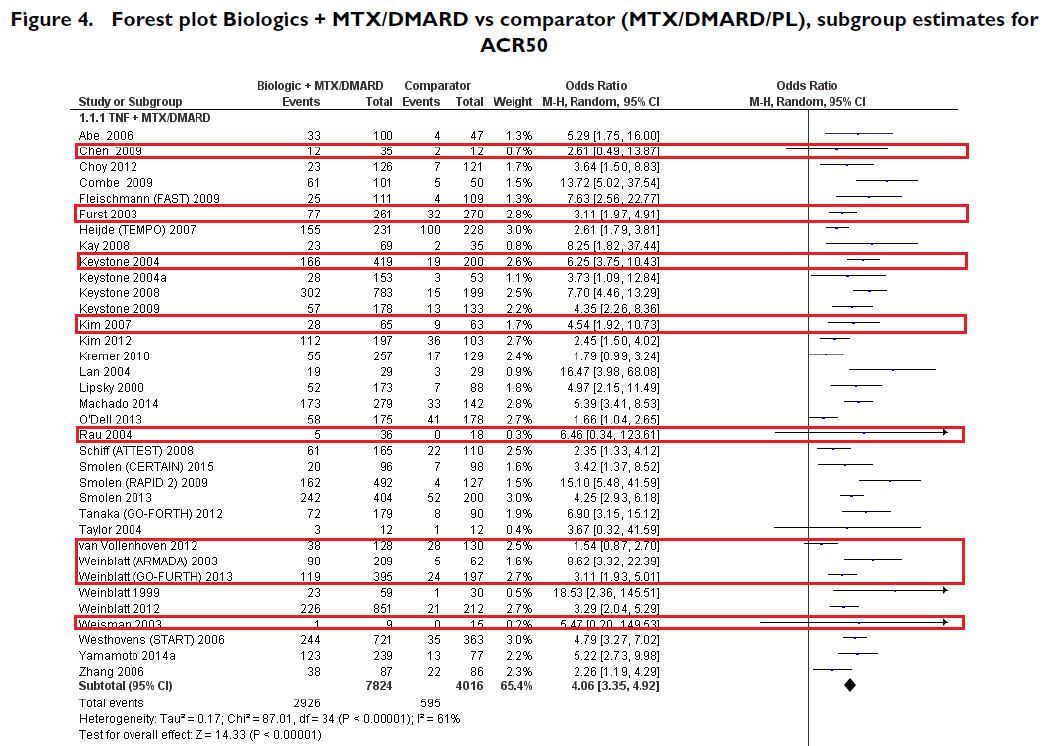 Figure 4. Forest plot Biologics + MTX/DMARD vs comparator (MTX/DMARD/PL), subgroup estimates for
ACR50
Biologic + MTX/DMARD Comparator Odds Ratio Odds Ratio
Study or Subgroup Events Total Events Total Weight M-H, Random, 95% CI M-H, Random, 95% CI
1.1.1 TNF + MTX/DMARD
Abe 2006 33 100 4 47 1.3% 5.29 [1.75, 16.00]
Chen 2009 12 35 2 12 0.7% 2.61 [0.49, 13.87]
Choy 2012 23 126 7 121 1.7% 3.64 [1.50, 8.83]
Combe 2009 61 101 5 50 1.5% 13.72 [5.02, 37.54]
Fleischmann (FAST) 2009 25 111 4 109 1.3% 7.63 [2.56, 22.77]
Furst 2003 77 261 32 270 2.8% 3.11 [1.97, 4.91]
Heijde (TEMPO) 2007 155 231 100 228 3.0% 2.61 [1.79, 3.81]
Kay 2008 23 69 2 35 0.8% 8.25 [1.82, 37.44]
Keystone 2004 166 419 19 200 2.6% 6.25 [3.75, 10.43]
Keystone 2004a 28 153 3 53 1.1% 3.73 [1.09, 12.84]
Keystone 2008 302 783 15 199 2.5% 7.70 [4.46, 13.29]
Keystone 2009 57 178 13 133 2.2% 4.35 [2.26, 8.36]
Kim 2007 28 65 9 63 1.7% 4.54 [1.92, 10.73]
Kim 2012 112 197 36 103 2.7% 2.45 [1.50, 4.02]
Kremer 2010 55 257 17 129 2.4% 1.79 [0.99, 3.24]
Lan 2004 19 29 3 29 0.9% 16.47 [3.98, 68.08]
Lipsky 2000 52 173 7 88 1.8% 4.97 [2.15, 11.49]
Machado 2014 173 279 33 142 2.8% 5.39 [3.41, 8.53]
O'Dell 2013 58 175 41 178 2.7% 1.66 [1.04, 2.65]
Rau 2004 5 36 0 18 0.3% 6.46 [0.34, 123.61]
Schiff (ATTEST) 2008 61 165 22 110 2.5% 2.35 [1.33, 4.12]
Smolen (CERTAIN) 2015 20 96 7 98 1.6% 3.42 [1.37, 8.52]
Smolen (RAPID 2) 2009 162 492 4 127 1.5% 15.10 [5.48, 41.59]
Smolen 2013 242 404 52 200 3.0% 4.25 [2.93, 6.18]
Tanaka (GO-FORTH) 2012 72 179 8 90 1.9% 6.90 [3.15, 15.12]
Taylor 2004 3 12 1 12 0.4% 3.67 [0.32, 41.59]
van Vollenhoven 2012 38 128 28 130 2.5% 1.54 [0.87, 2.70]
Weinblatt (ARMADA) 2003 90 209 5 62 1.6% 8.62 [3.32, 22.39]
Weinblatt (GO-FURTH) 2013 119 395 24 197 2.7% 3.11 [1.93, 5.01]
Weinblatt 1999 23 59 1 30 0.5% 18.53 [2.36, 145.51]
Weinblatt 2012 226 851 21 212 2.7% 3.29 [2.04, 5.29]
Weisman 2003 1 9 0 15 0.2% 5.47 [0.20, 149.53]
Westhovens (START) 2006 244 721 35 363 3.0% 4.79 [3.27, 7.02]
Yamamoto 2014a 123 239 13 77 2.2% 5.22 [2.73, 9.98]
Zhang 2006 38 87 22 86 2.2% 2.26 [1.19, 4.29]
Subtotal (95% CI) 7824 4016 65.4% 4.06 [3.35, 4.92]
Total events 2926 595
Heterogeneity: Tau² = 0.17; Chi² = 87.01, df = 34 (P < 0.00001); I² = 61%
Test for overall effect: Z = 14.33 (P < 0.00001)